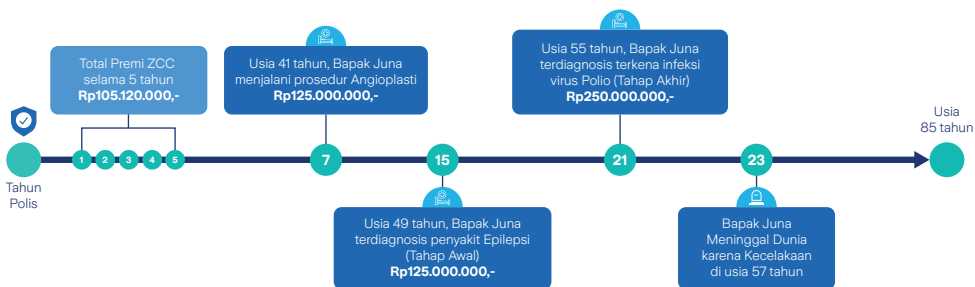 Total Premi ZCC
selama 5 tahun
Rp105.120.000,-
Usia 41 tahun, Bapak Juna
menjalani prosedur Angioplasti
Rp125.000.000,-
Usia 55 tahun, Bapak Juna
terdiagnosis terkena infeksi
virus Polio (Tahap Akhir)
Rp250.000.000,-
Usia
85 tahun
1
2
3
4
5
7
15
21
23
Tahun
Polis
Usia 49 tahun, Bapak Juna
terdiagnosis penyakit Epilepsi
(Tahap Awal)
Rp125.000.000,-
Bapak Juna
Meninggal Dunia
karena Kecelakaan
di usia 57 tahun